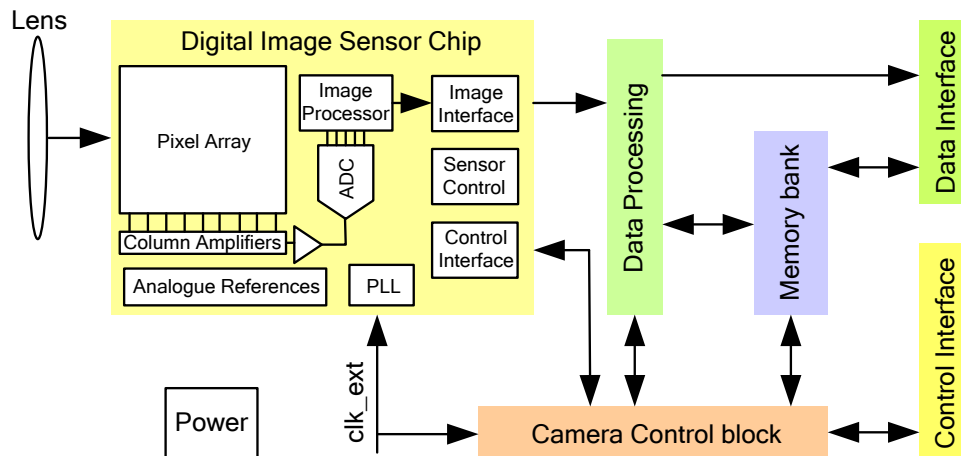 Lens
Digital Image Sensor Chip
Pixel Array
Image
Processor
Image
Interface
ADC
Sensor
Control
Column Amplifiers
Control
Interface
Analogue References
PLL
Data Processing
Memory bank
Data Interface
Control Interface
clk_ext
Power
Camera Control block